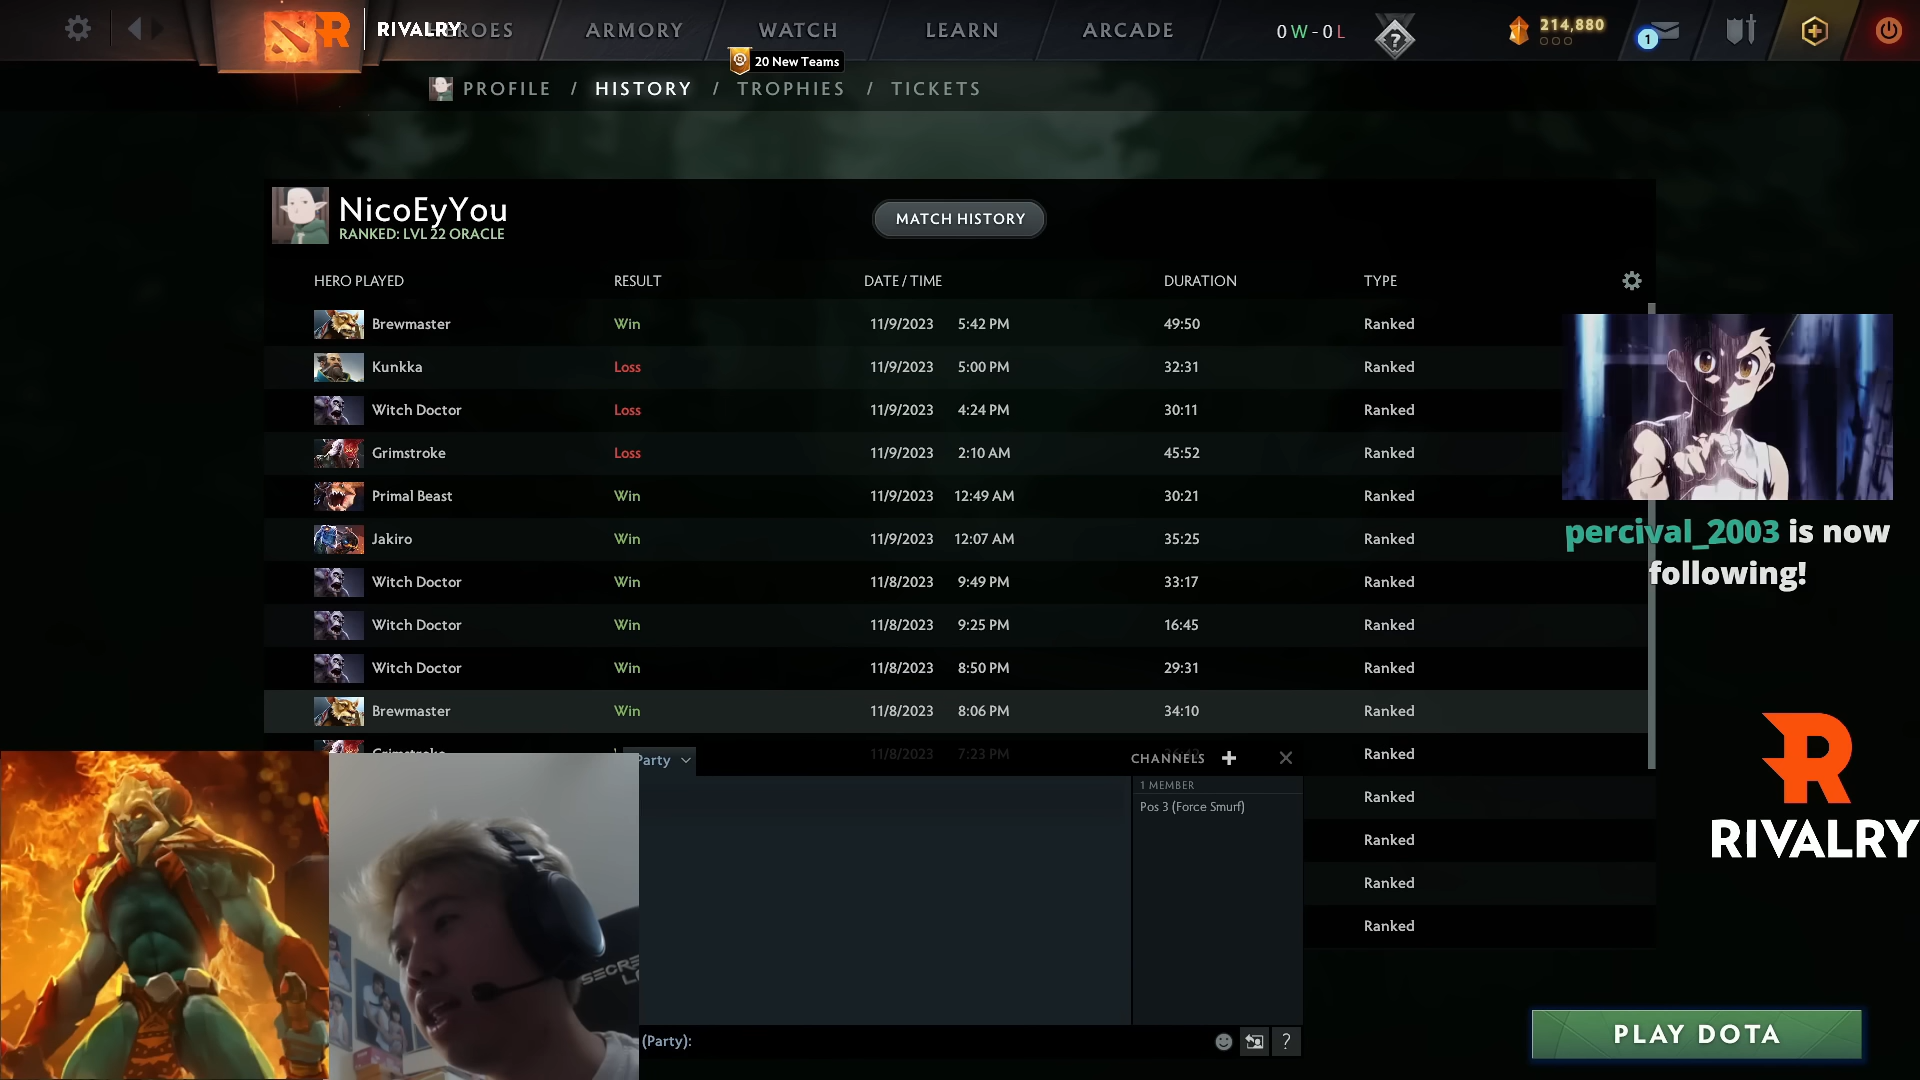 RIVALRY
ROES
ARMORY
WATCH
LEARN
ARCADE
0 W - 0 L
?
214,880
1
20 New Teams
PROFILE / HISTORY / TROPHIES / TICKETS
NicoEyYou
RANKED: LVL 22 ORACLE
MATCH HISTORY
HERO PLAYED RESULT DATE / TIME DURATION TYPE
Brewmaster Win 11/9/2023 5:42 PM 49:50 Ranked
Kunkka Loss 11/9/2023 5:00 PM 32:31 Ranked
Witch Doctor Loss 11/9/2023 4:24 PM 30:11 Ranked
Grimstroke Loss 11/9/2023 2:10 AM 45:52 Ranked
Primal Beast Win 11/9/2023 12:49 AM 30:21 Ranked
Jakiro Win 11/9/2023 12:07 AM 35:25 Ranked
Witch Doctor Win 11/8/2023 9:49 PM 33:17 Ranked
Witch Doctor Win 11/8/2023 9:25 PM 16:45 Ranked
Witch Doctor Win 11/8/2023 8:50 PM 29:31 Ranked
Brewmaster Win 11/8/2023 8:06 PM 34:10 Ranked
Grimstroke 11/8/2023 7:23 PM Ranked
Ranked
Ranked
Ranked
Ranked
percival_2003 is now
following!
RIVALRY
Party
CHANNELS +
1 MEMBER
Pos 3 (Force Smurf)
SECRE
(Party):
?
PLAY DOTA